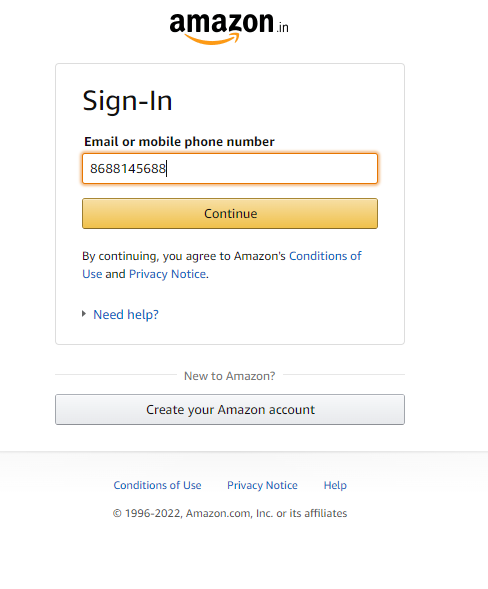 amazon.in
Sign-In
Email or mobile phone number
8688145688
Continue
By continuing, you agree to Amazon's Conditions of
Use and Privacy Notice.
Need help?
New to Amazon?
Create your Amazon account
Conditions of Use Privacy Notice Help
© 1996-2022, Amazon.com, Inc. or its affiliates